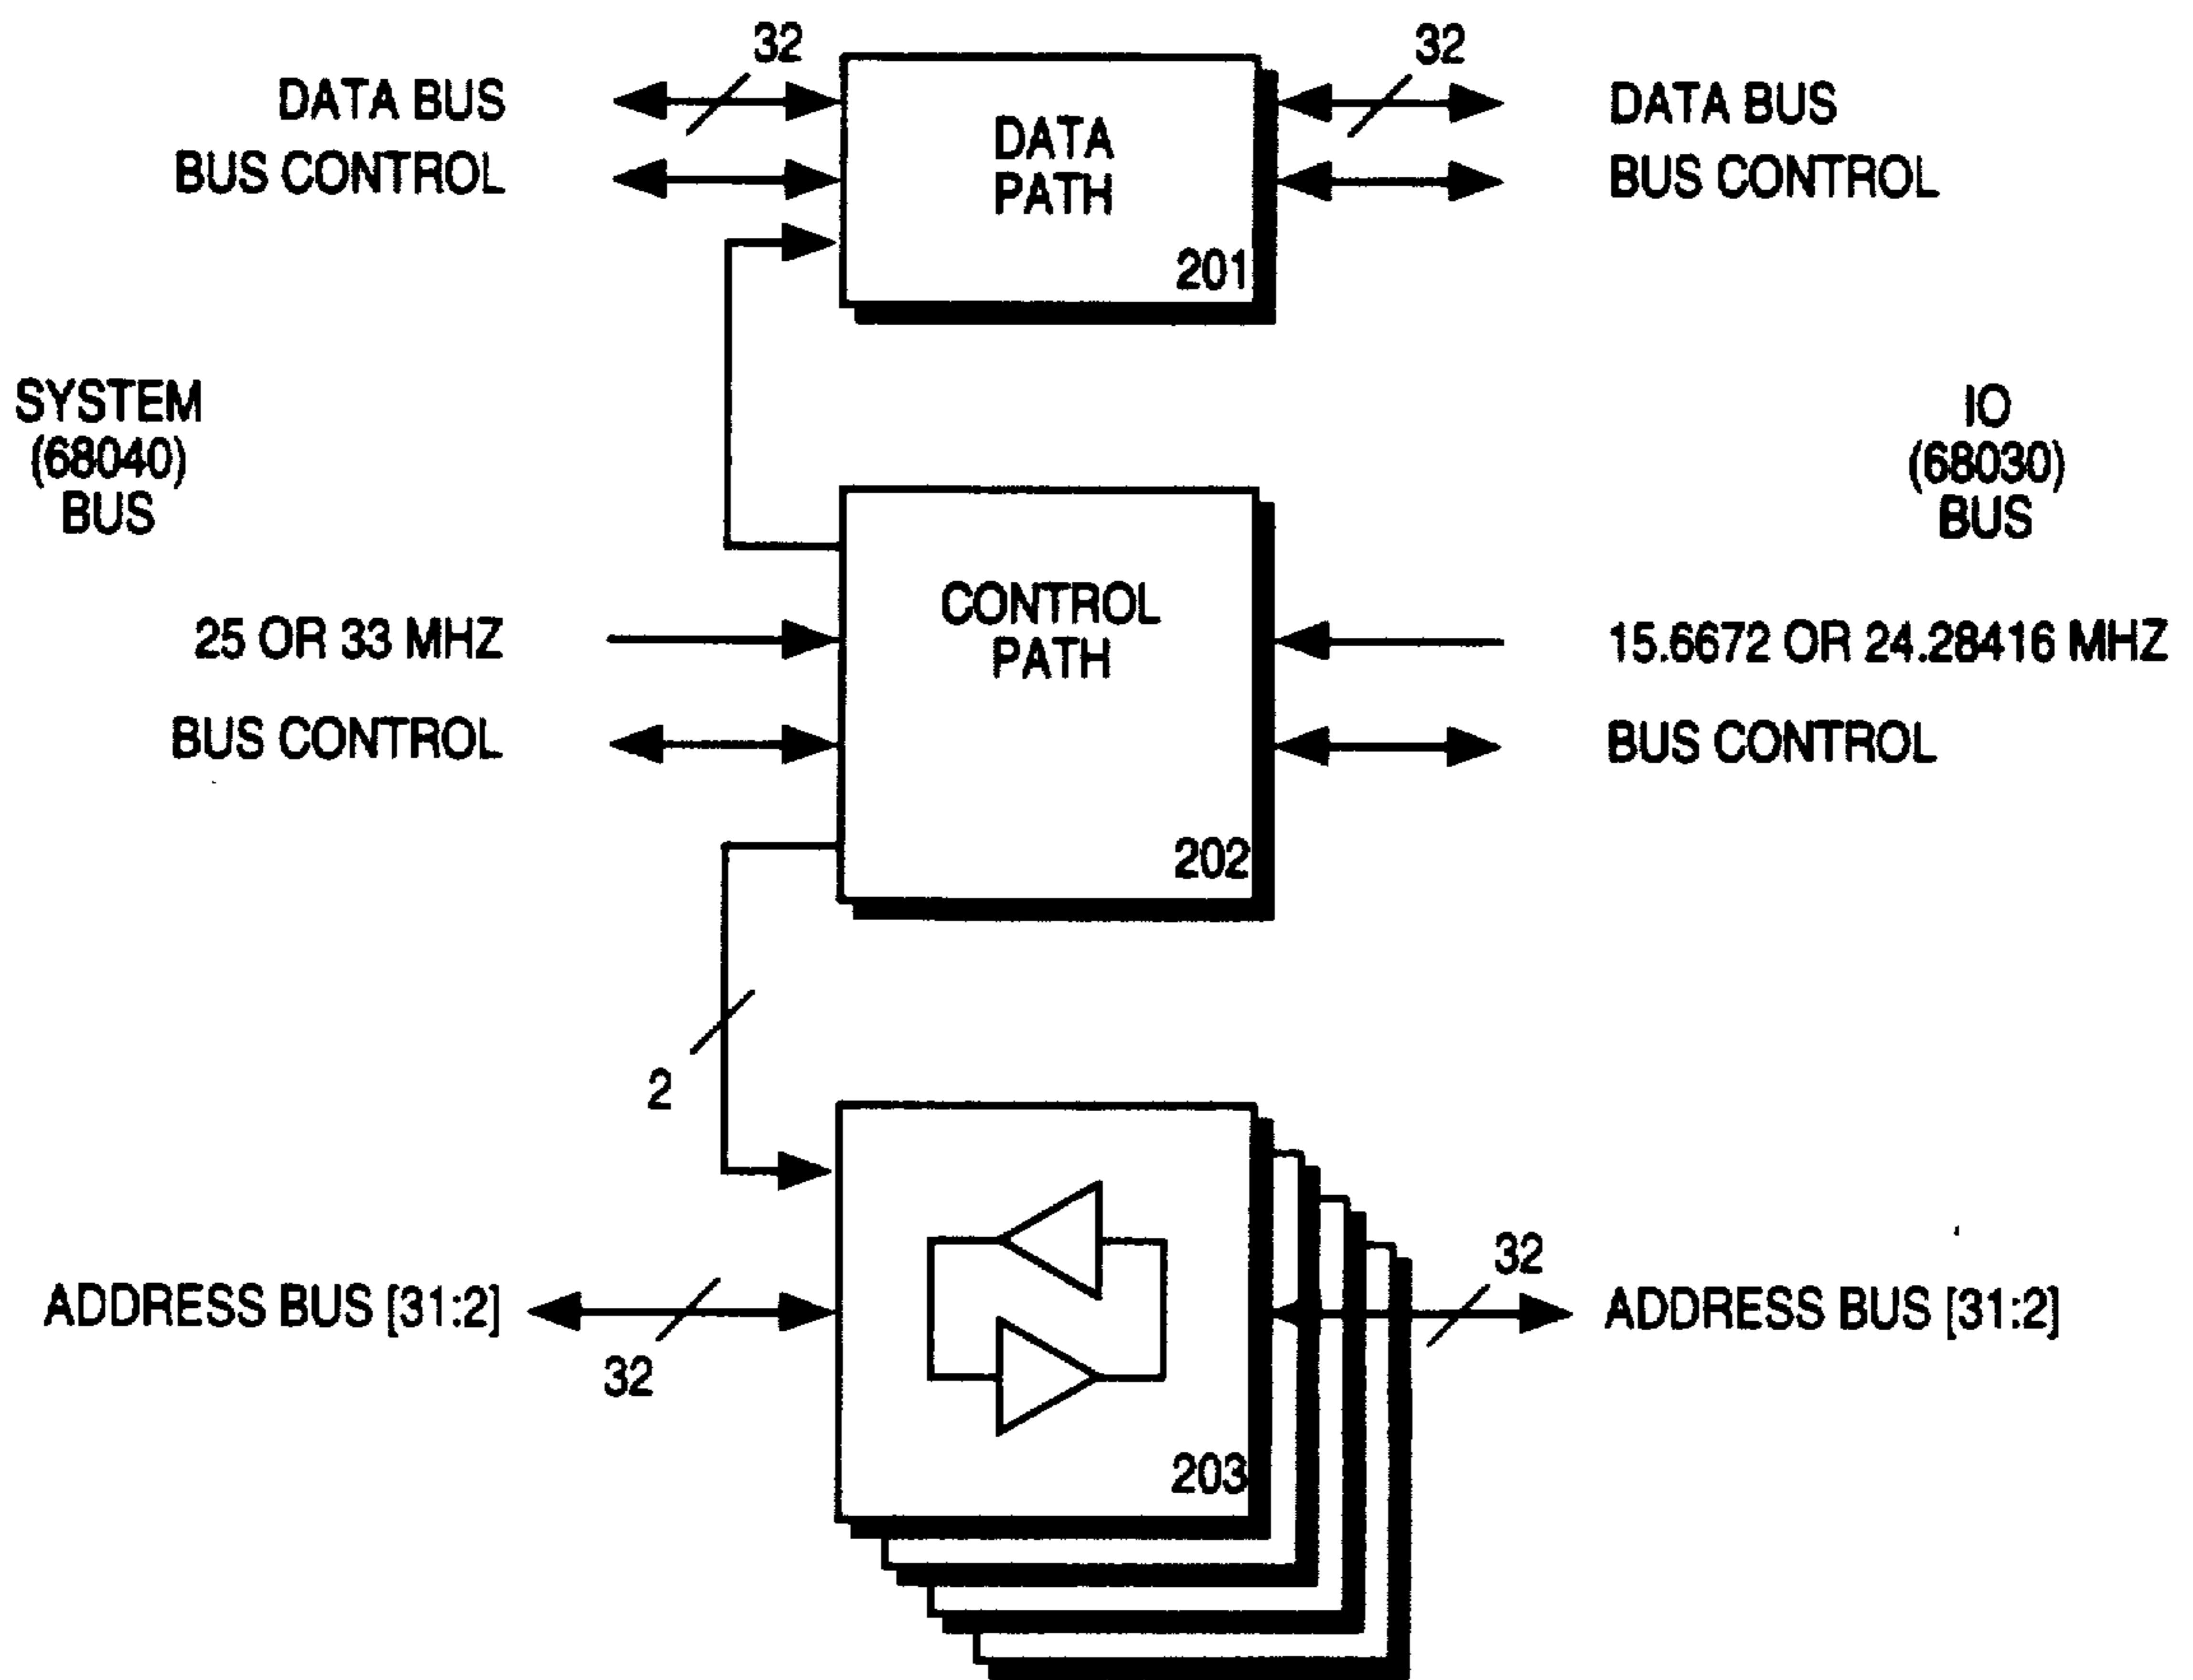 32
32
DATA BUS
DATA BUS
BUS CONTROL
BUS CONTROL
DATA
PATH
201
SYSTEM
(68040)
BUS
IO
(68030)
BUS
CONTROL
PATH
25 OR 33 MHZ
15.6672 OR 24.28416 MHZ
BUS CONTROL
BUS CONTROL
202
2
32
ADDRESS BUS [31:2]
ADDRESS BUS [31:2]
32
203